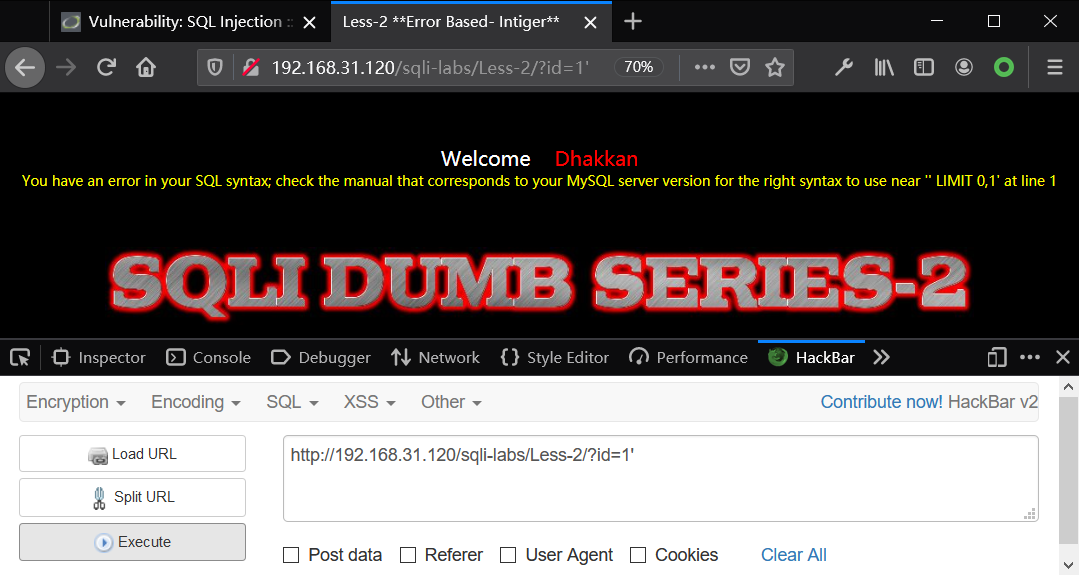 Vulnerability: SQL Injection :: Less-2 **Error Based- Intiger**
192.168.31.120/sqli-labs/Less-2/?id=1' 70%
Welcome Dhakkan
You have an error in your SQL syntax; check the manual that corresponds to your MySQL server version for the right syntax to use near '' LIMIT 0,1' at line 1
SQLI DUMB SERIES-2
Inspector Console Debugger Network Style Editor Performance HackBar
Encryption Encoding SQL XSS Other Contribute now! HackBar v2
Load URL http://192.168.31.120/sqli-labs/Less-2/?id=1'
Split URL
Execute
Post data Referer User Agent Cookies Clear All